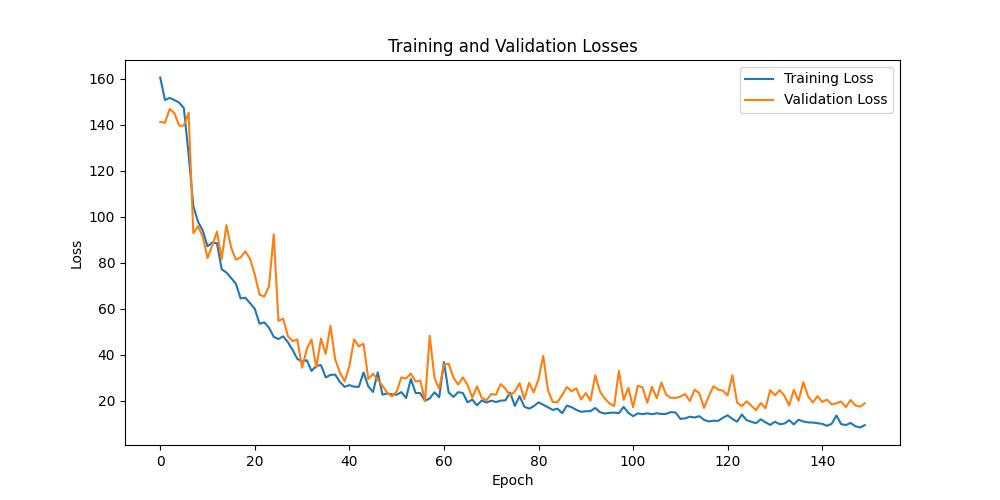 Training and Validation Losses
Training Loss
Validation Loss
Loss
160
140
120
100
80
60
40
20
0 20 40 60 80 100 120 140
Epoch